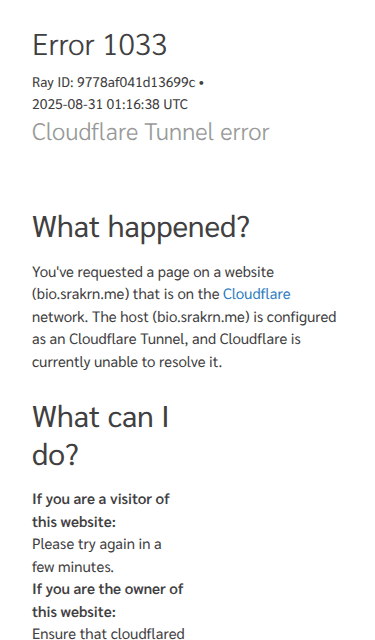 Error 1033
Ray ID: 9778af041d13699c •
2025-08-31 01:16:38 UTC
Cloudflare Tunnel error
What happened?
You've requested a page on a website
(bio.srakrn.me) that is on the Cloudflare
network. The host (bio.srakrn.me) is configured
as an Cloudflare Tunnel, and Cloudflare is
currently unable to resolve it.
What can I
do?
If you are a visitor of
this website:
Please try again in a
few minutes.
If you are the owner of
this website:
Ensure that cloudflared